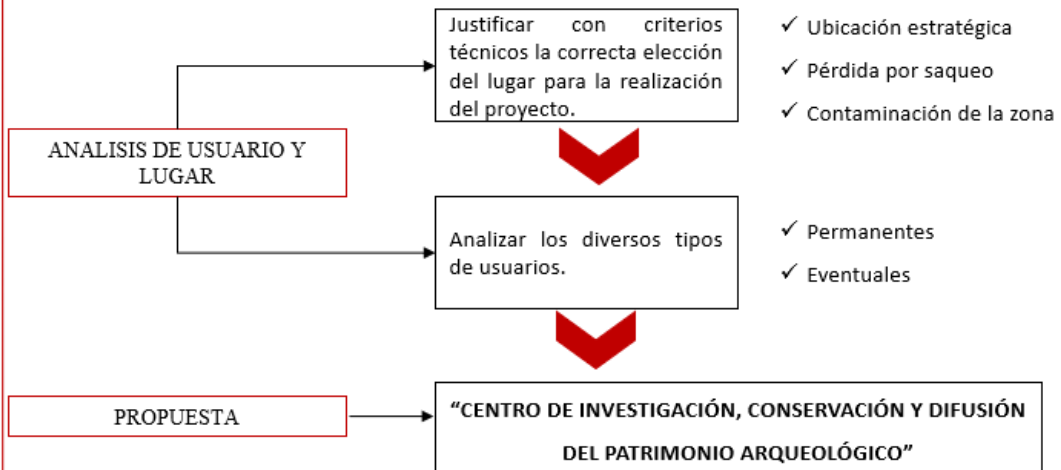 Justificar con criterios
técnicos la correcta elección
del lugar para la realización
del proyecto.
✓ Ubicación estratégica
✓ Pérdida por saqueo
✓ Contaminación de la zona
ANALISIS DE USUARIO Y
LUGAR
Analizar los diversos tipos
de usuarios.
✓ Permanentes
✓ Eventuales
PROPUESTA
“CENTRO DE INVESTIGACIÓN, CONSERVACIÓN Y DIFUSIÓN
DEL PATRIMONIO ARQUEOLÓGICO”